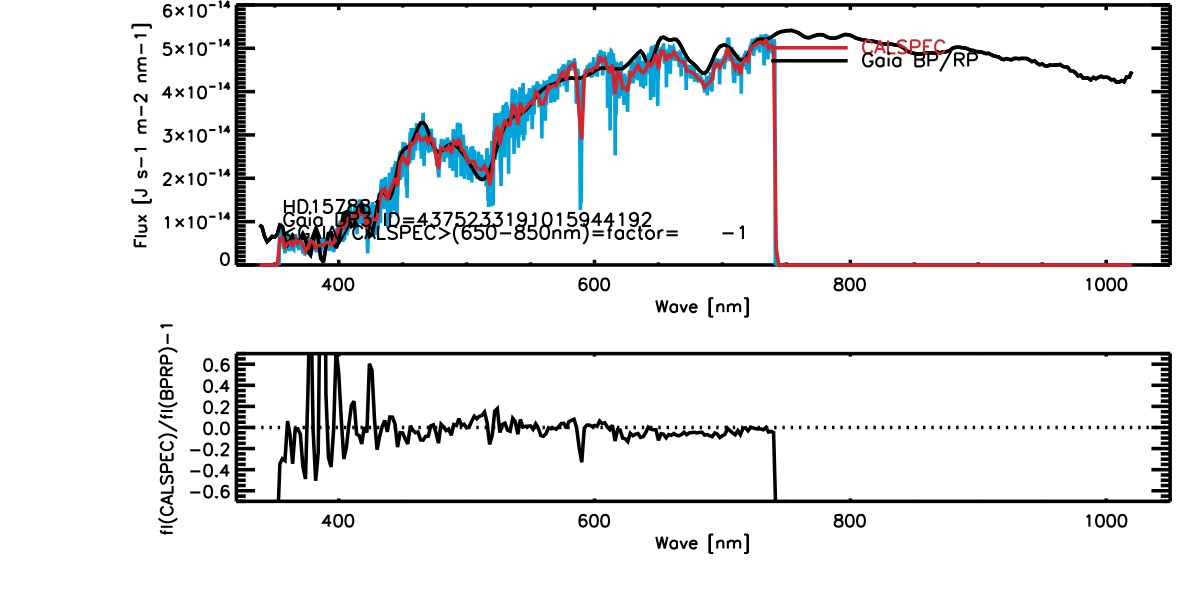 6×10−14
5×10−14
4×10−14
3×10−14
2×10−14
1×10−14
0
Flux [J s−1 m−2 nm−1]
CALSPEC
Gaia BP/RP
ID=4375233191015944192
CALSPEC>(650−850nm)=factor= −1
400 600 800 1000
Wave [nm]
fl(CALSPEC)/fl(BPRP)−1
0.6
0.4
0.2
0.0
−0.2
−0.4
−0.6
400 600 800 1000
Wave [nm]